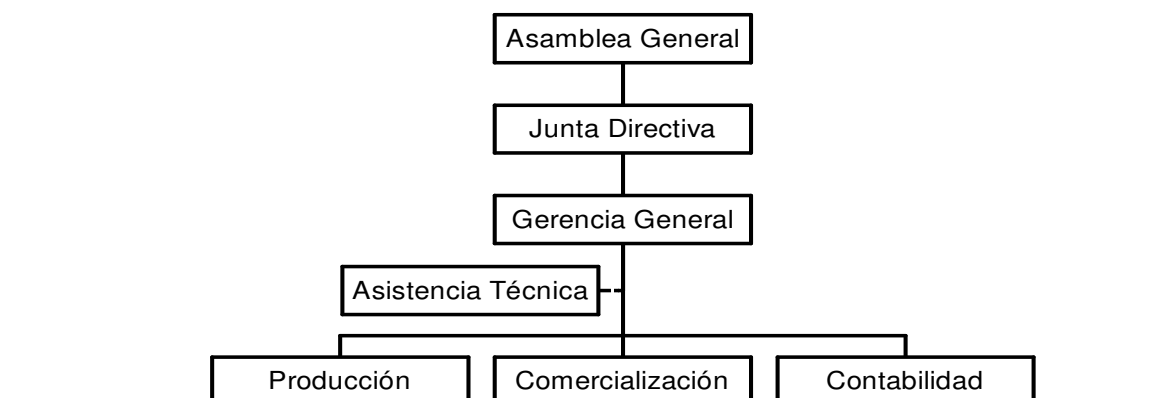 Asamblea General
Junta Directiva
Gerencia General
Asistencia Técnica
Producción
Comercialización
Contabilidad